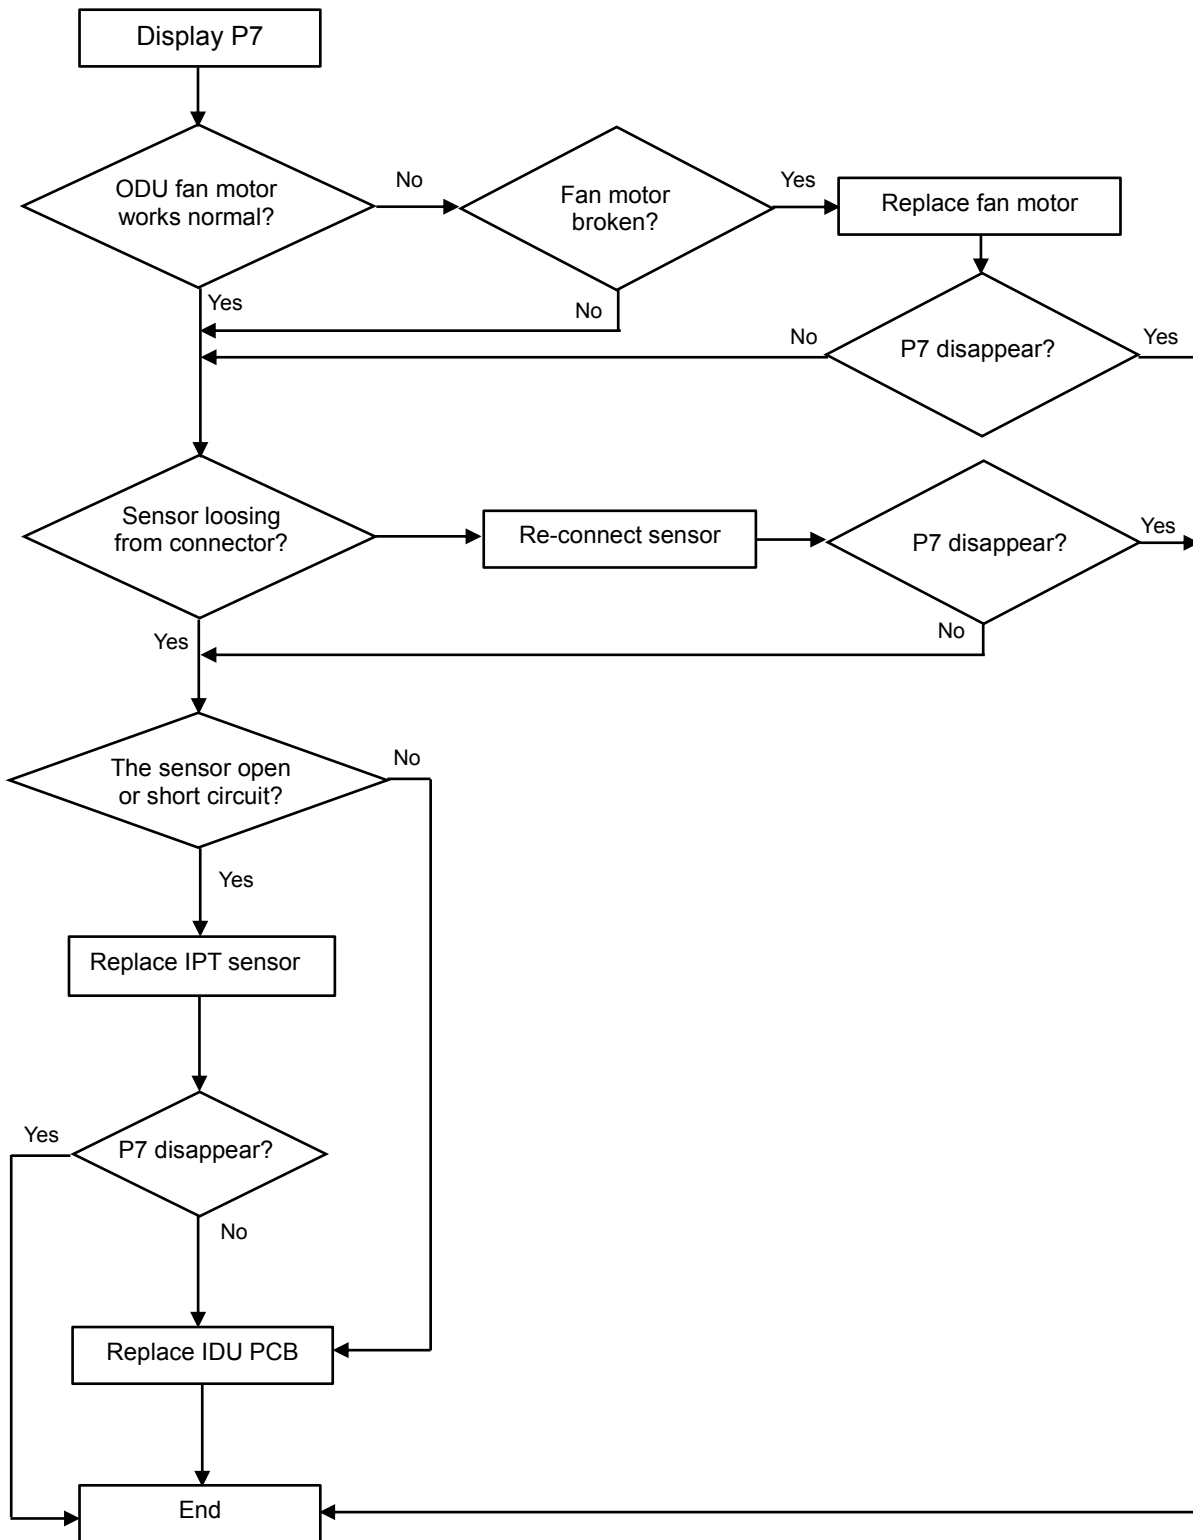 Display P7
ODU fan motor
works normal?
No
Fan motor
broken?
Yes
Replace fan motor
Yes
No
No
P7 disappear?
Yes
Sensor loosing
from connector?
Re-connect sensor
P7 disappear?
Yes
Yes
No
The sensor open
or short circuit?
No
Yes
Replace IPT sensor
Yes
P7 disappear?
No
Replace IDU PCB
End